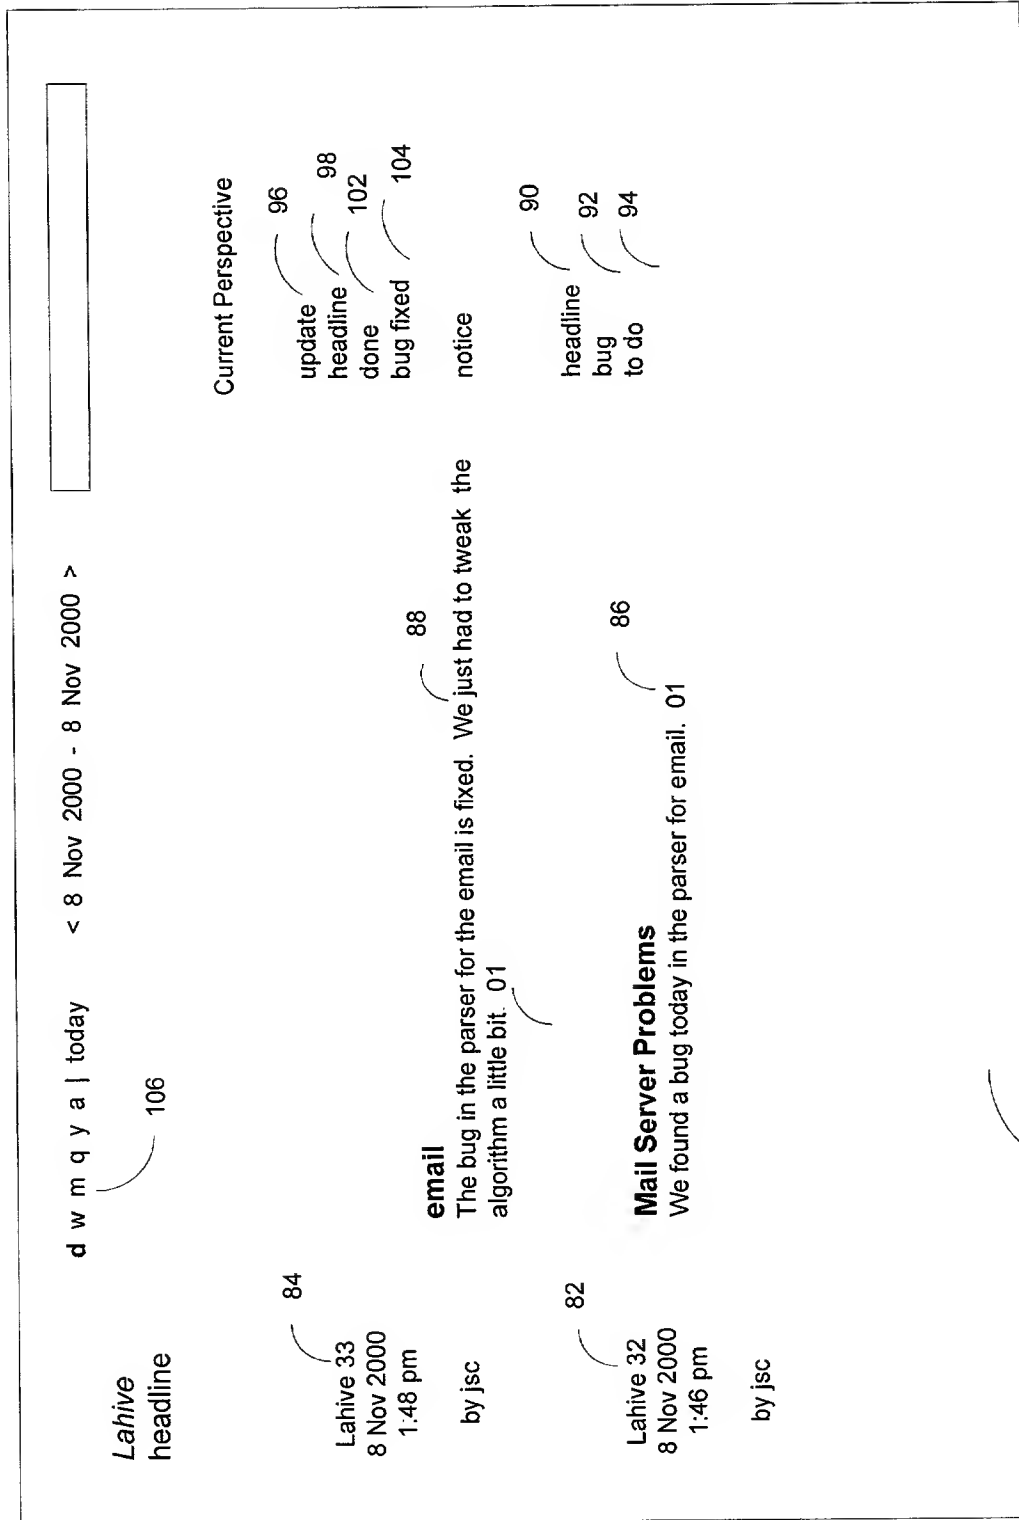 Lahive
headline
d w m q y a | today < 8 Nov 2000 - 8 Nov 2000 >
106
Current Perspective
84
Lahive 33
8 Nov 2000
1:48 pm
by jsc
email
The bug in the parser for the email is fixed. We just had to tweak the
algorithm a little bit. 01
88
update
headline
done
bug fixed
notice
96
98
102
104
82
Lahive 32
8 Nov 2000
1:46 pm
by jsc
Mail Server Problems
We found a bug today in the parser for email. 01
86
headline
bug
to do
90
92
94